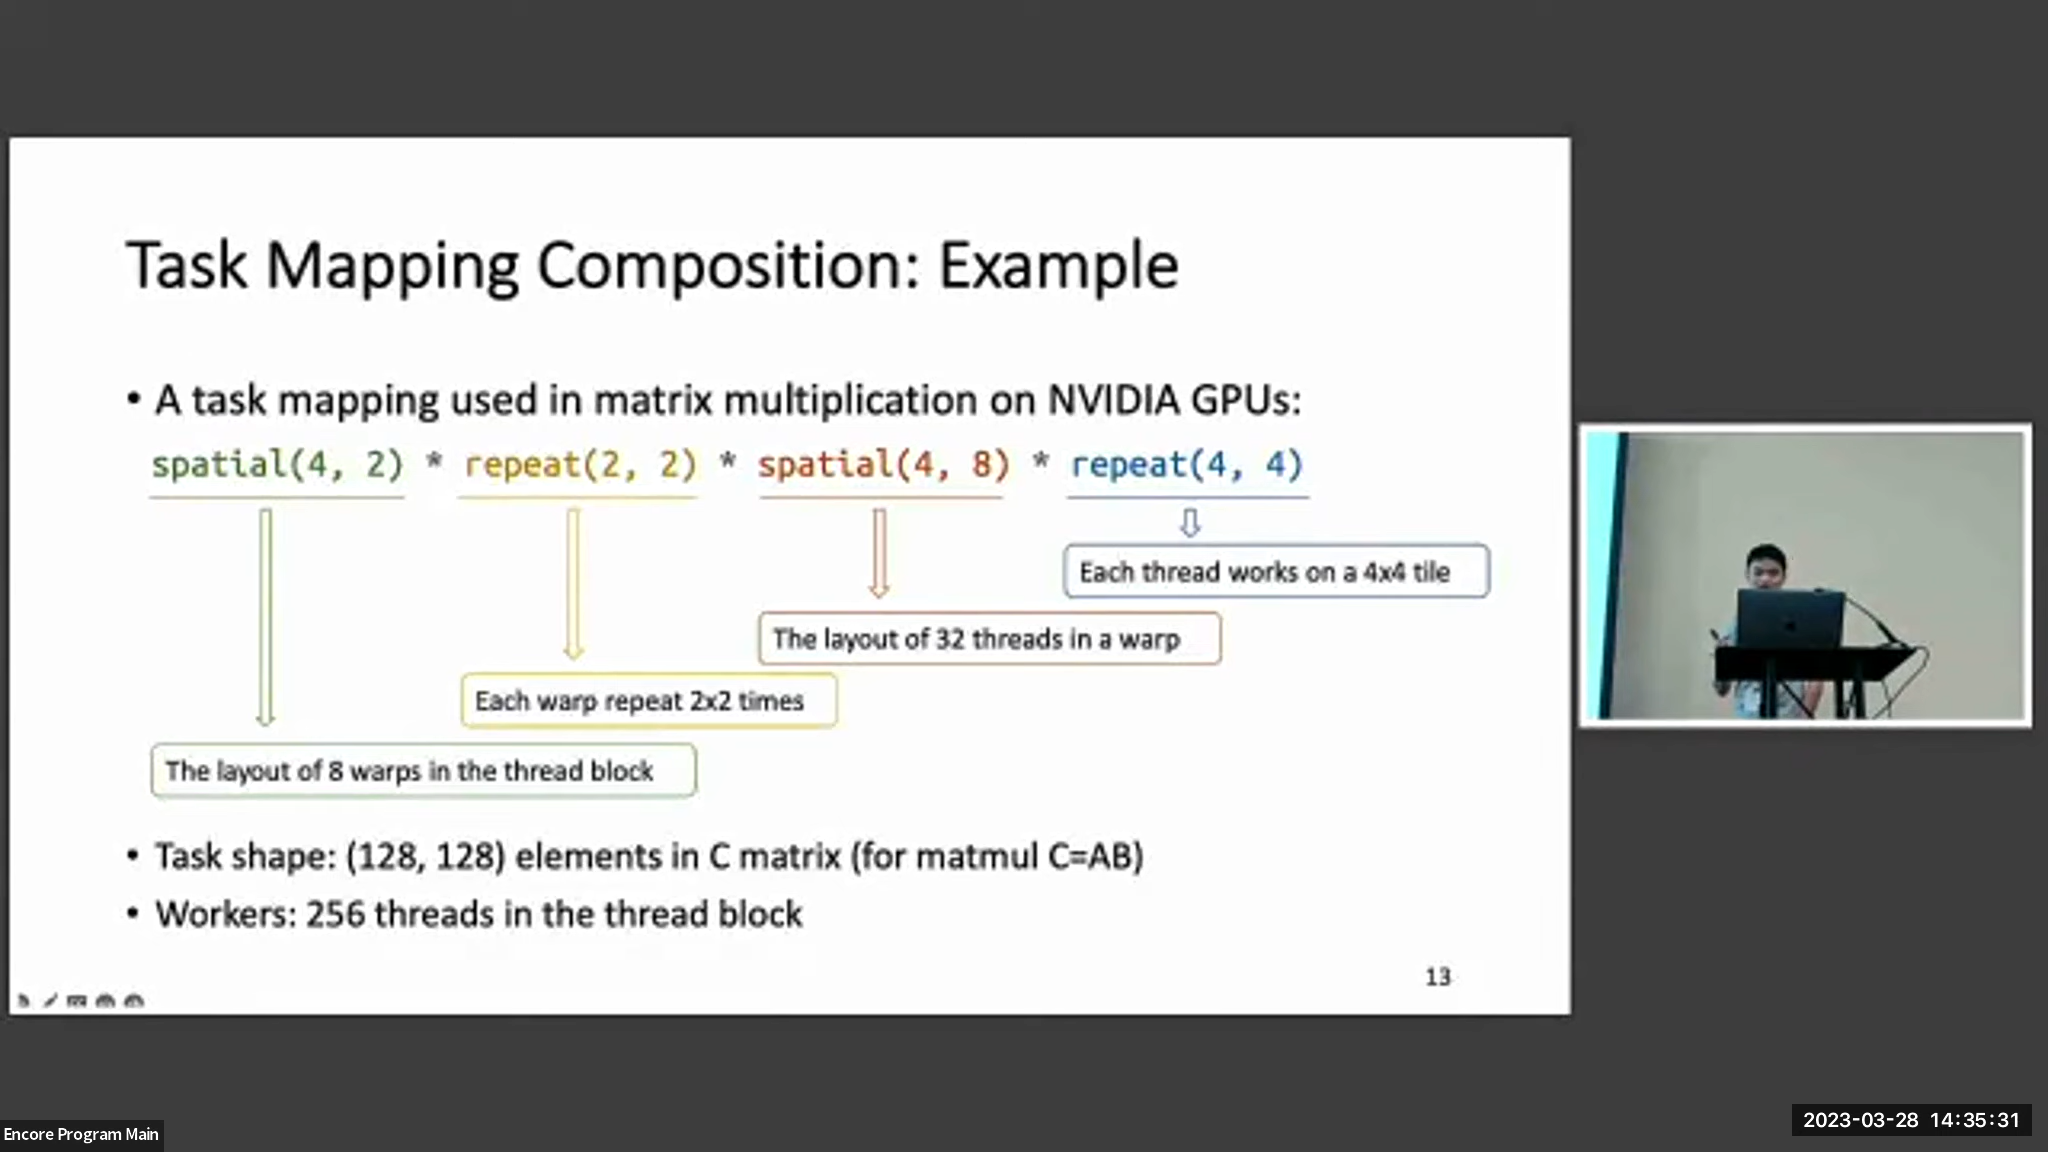 Task Mapping Composition: Example
• A task mapping used in matrix multiplication on NVIDIA GPUs:
spatial(4, 2) * repeat(2, 2) * spatial(4, 8) * repeat(4, 4)
Each thread works on a 4x4 tile
The layout of 32 threads in a warp
Each warp repeat 2x2 times
The layout of 8 warps in the thread block
• Task shape: (128, 128) elements in C matrix (for matmul C=AB)
• Workers: 256 threads in the thread block
13
Encore Program Main
2023-03-28 14:35:31